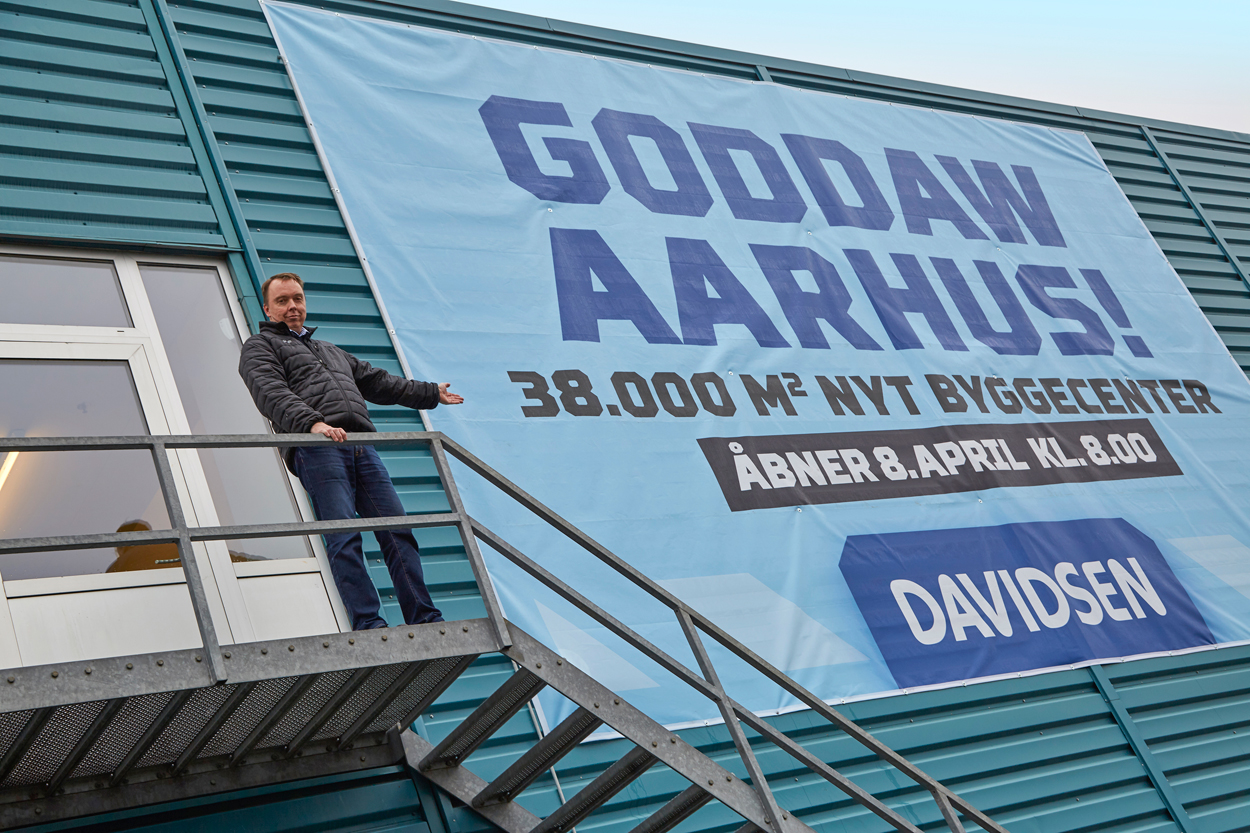 GODDAW
AARHUS!
38.000 M² NYT BYGGECENTER
ÅBNER 8. APRIL KL. 8.00
DAVIDSEN